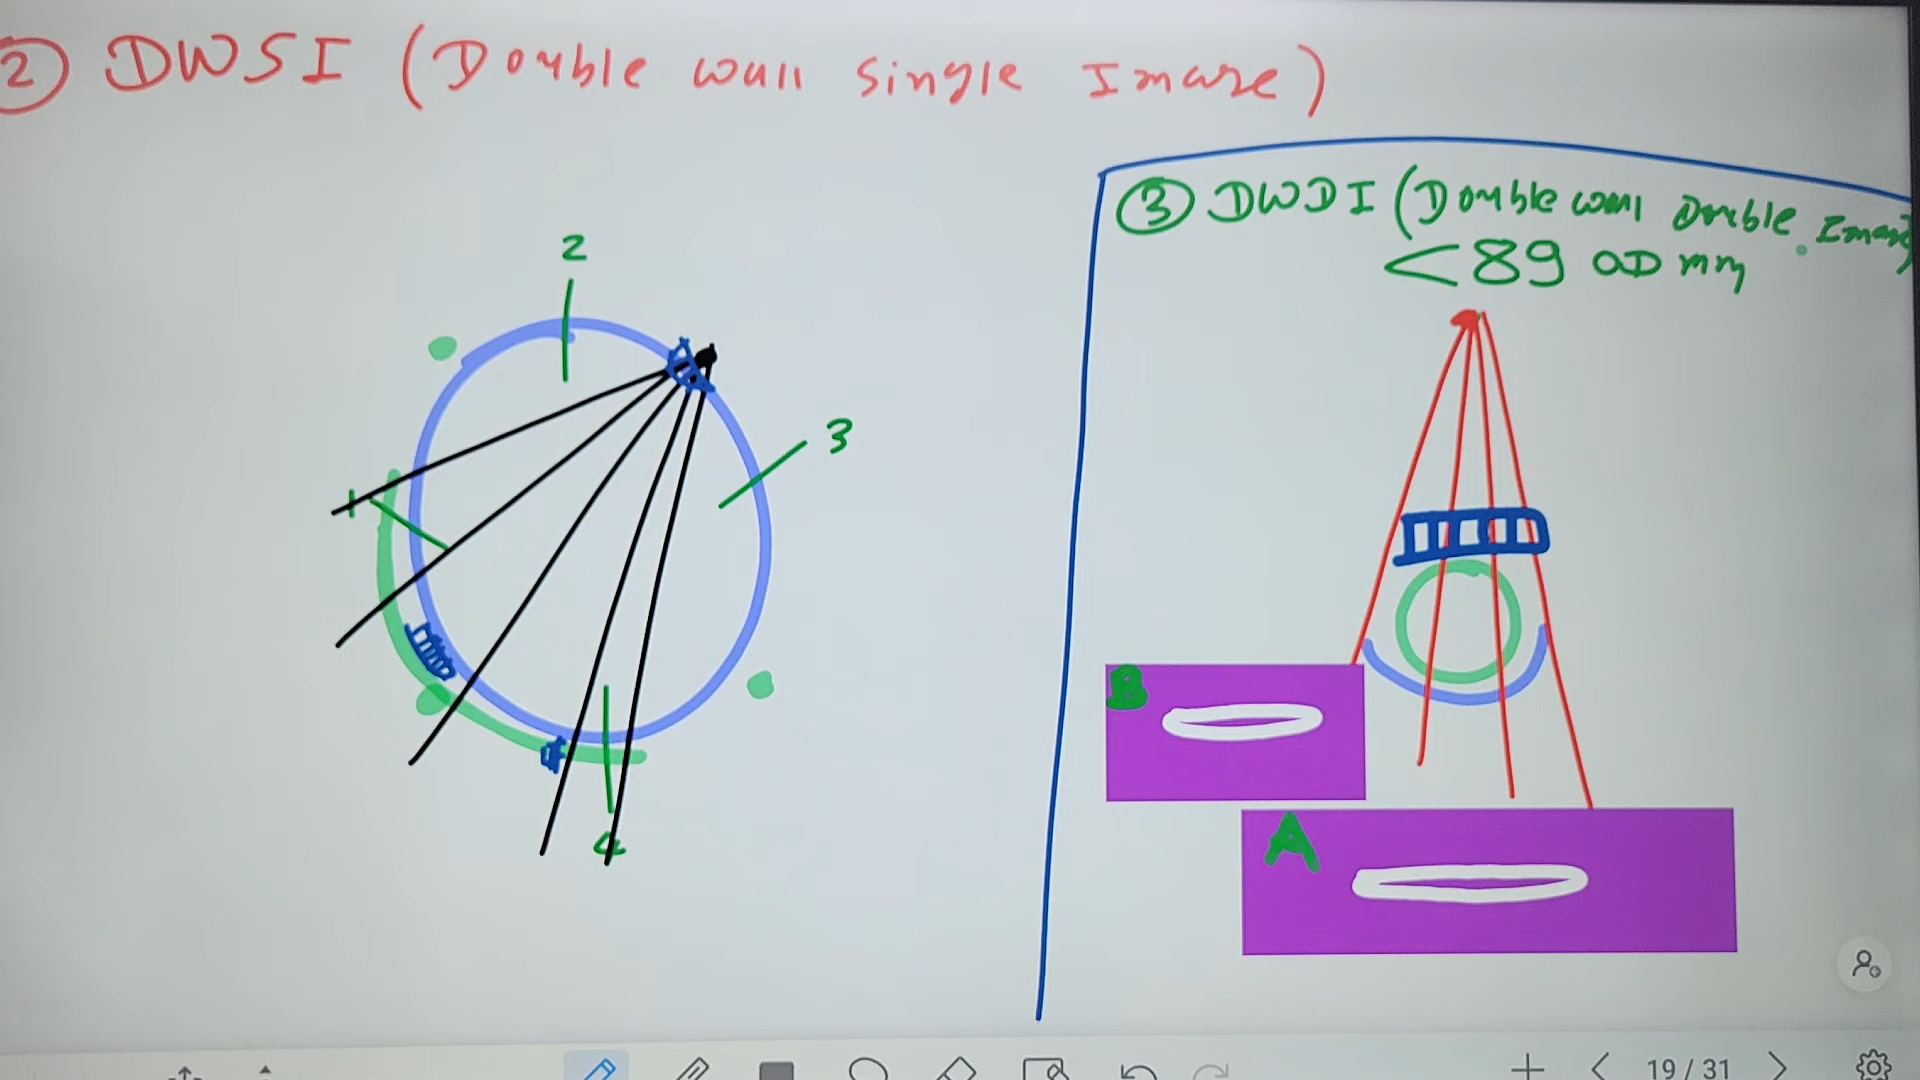 2 DWSI (Double wall single Image)
3 DWDI (Double wall Double Image)
<89 OD mm
2
3
1
4
B
A
19 / 31